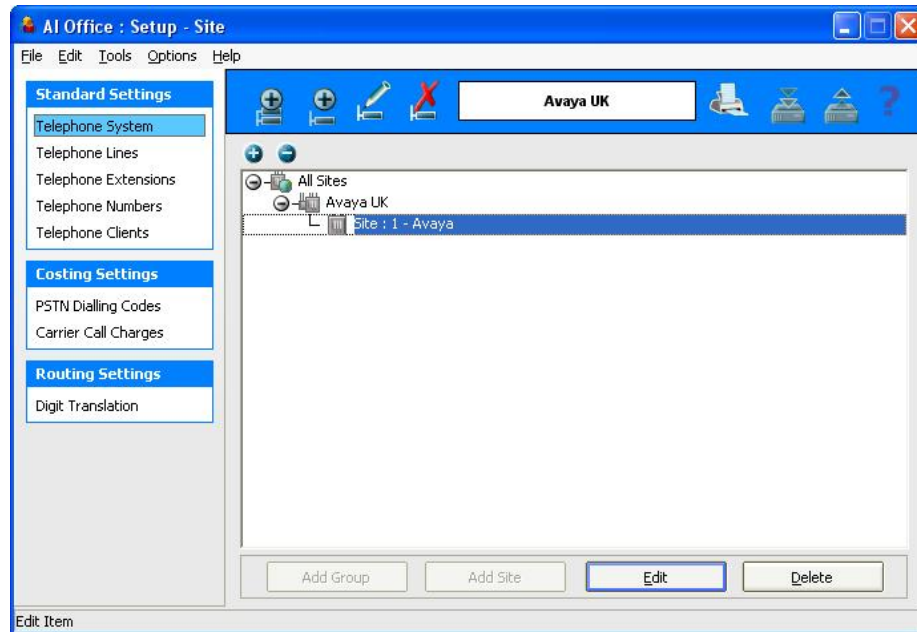 AI Office : Setup - Site
File Edit Tools Options Help
Standard Settings
Telephone System
Telephone Lines
Telephone Extensions
Telephone Numbers
Telephone Clients
Costing Settings
PSTN Dialling Codes
Carrier Call Charges
Routing Settings
Digit Translation
Avaya UK
All Sites
Avaya UK
Site : 1 - Avaya
Add Group Add Site Edit Delete
Edit Item